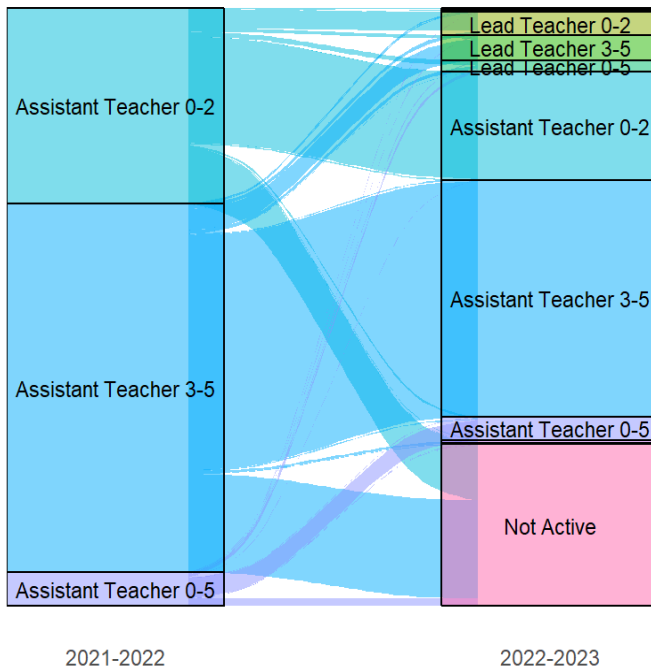 Assistant Teacher 0-2
Assistant Teacher 3-5
Assistant Teacher 0-5
Lead Teacher 0-2
Lead Teacher 3-5
Lead Teacher 0-5
Assistant Teacher 0-2
Assistant Teacher 3-5
Assistant Teacher 0-5
Not Active
2021-2022
2022-2023